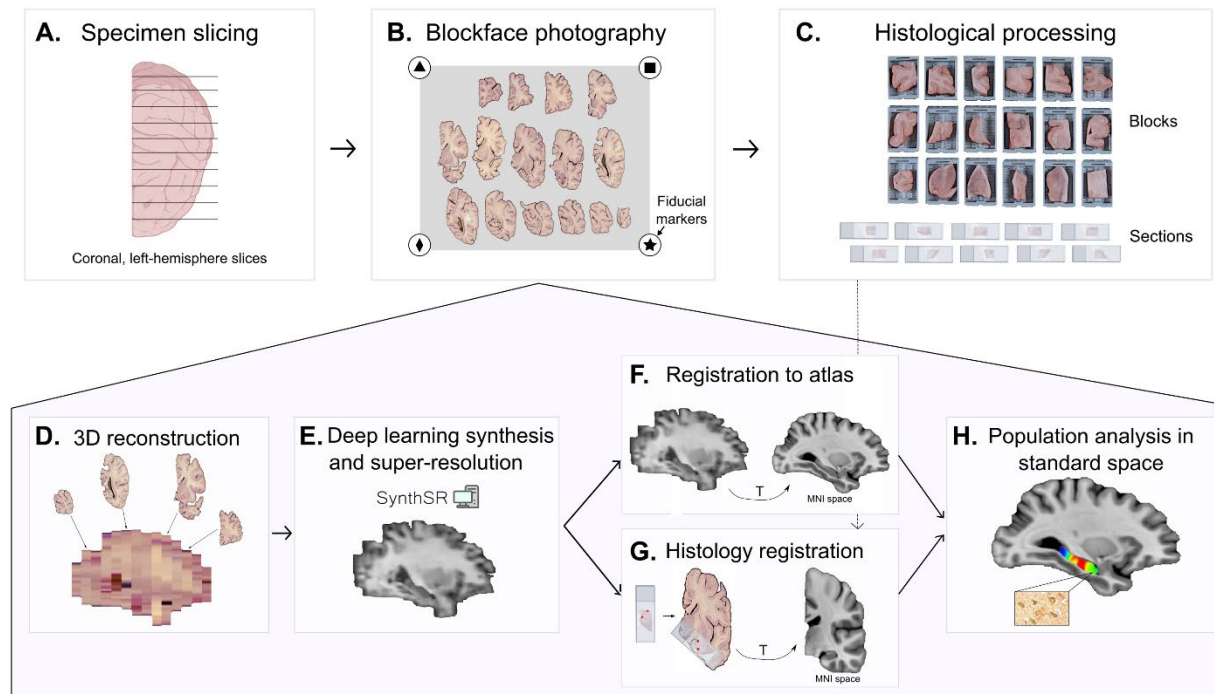 A. Specimen slicing
Coronal, left-hemisphere slices
B. Blockface photography
Fiducial
markers
C. Histological processing
Blocks
Sections
D. 3D reconstruction
E. Deep learning synthesis
and super-resolution
SynthSR
F. Registration to atlas
T
MNI space
G. Histology registration
T
MNI space
H. Population analysis in
standard space